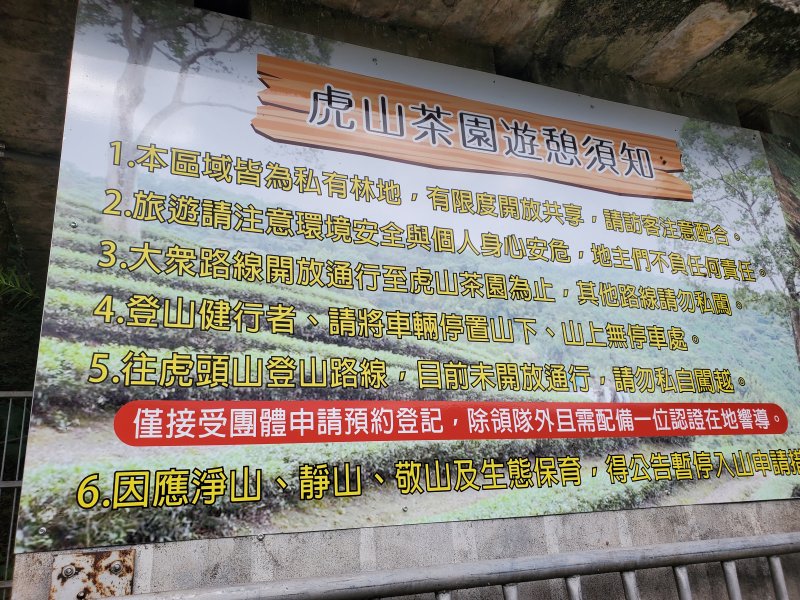 虎山茶園遊憩須知
1.本區域皆為私有林地，有限度開放共享，請訪客注意配合。
2.旅遊請注意環境安全與個人身心安危，地主們不負任何責任。
3.大眾路線開放通行至虎山茶園為止，其他路線請勿私闖。
4.登山健行者、請將車輛停置山下、山上無停車處。
5.往虎頭山登山路線，目前未開放通行，請勿私自闖越。
僅接受團體申請預約登記，除領隊外且需配備一位認證在地響導。
6.因應淨山、靜山、敬山及生態保育，得公告暫停入山申請